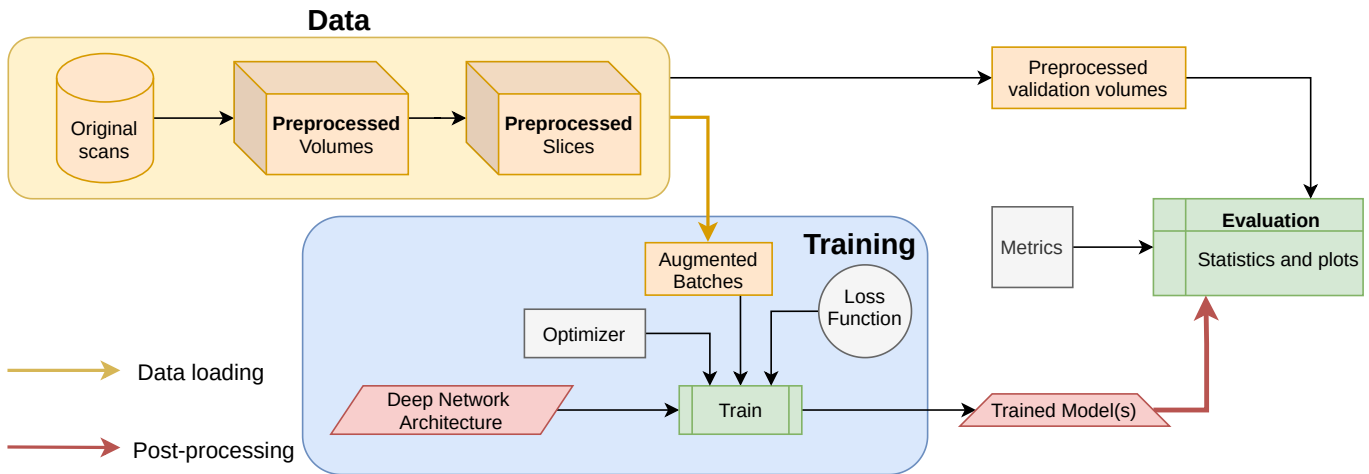 Data
Original
scans
Preprocessed
Volumes
Preprocessed
Slices
Preprocessed
validation volumes
Training
Augmented
Batches
Loss
Function
Optimizer
Deep Network
Architecture
Train
Trained Model(s)
Metrics
Evaluation
Statistics and plots
Data loading
Post-processing